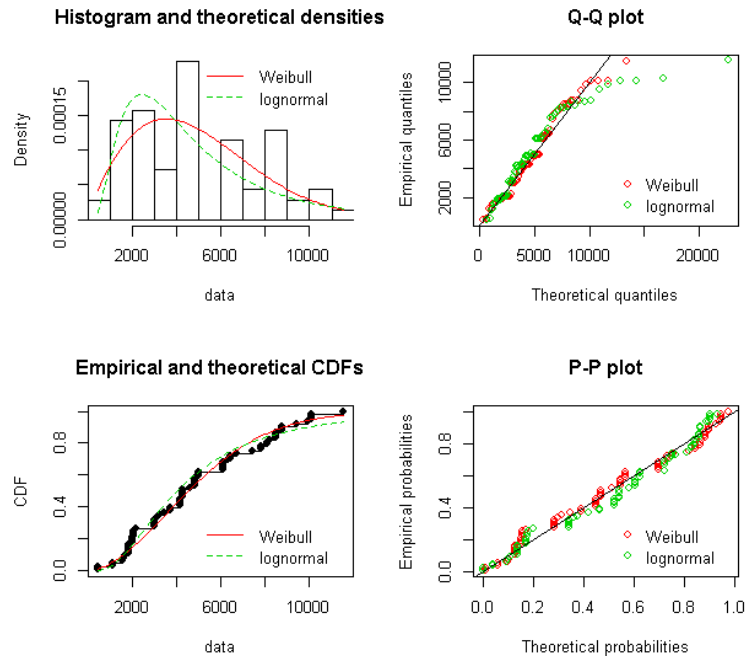 Histogram and theoretical densities
Density
0.00000
0.00015
Weibull
lognormal
2000
6000
10000
data
Q-Q plot
Empirical quantiles
2000
6000
10000
Weibull
lognormal
0
5000
10000
20000
Theoretical quantiles
Empirical and theoretical CDFs
CDF
0.0
0.4
0.8
Weibull
lognormal
2000
6000
10000
data
P-P plot
Empirical probabilities
0.0
0.4
0.8
Weibull
lognormal
0.0
0.2
0.4
0.6
0.8
1.0
Theoretical probabilities